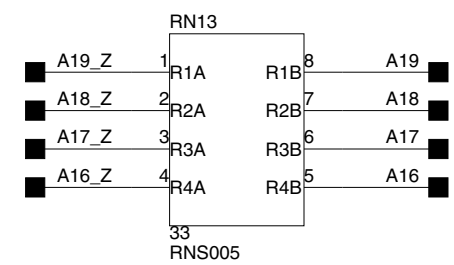 RN13
A19_Z 1 R1A R1B 8 A19
A18_Z 2 R2A R2B 7 A18
A17_Z 3 R3A R3B 6 A17
A16_Z 4 R4A R4B 5 A16
33
RNS005